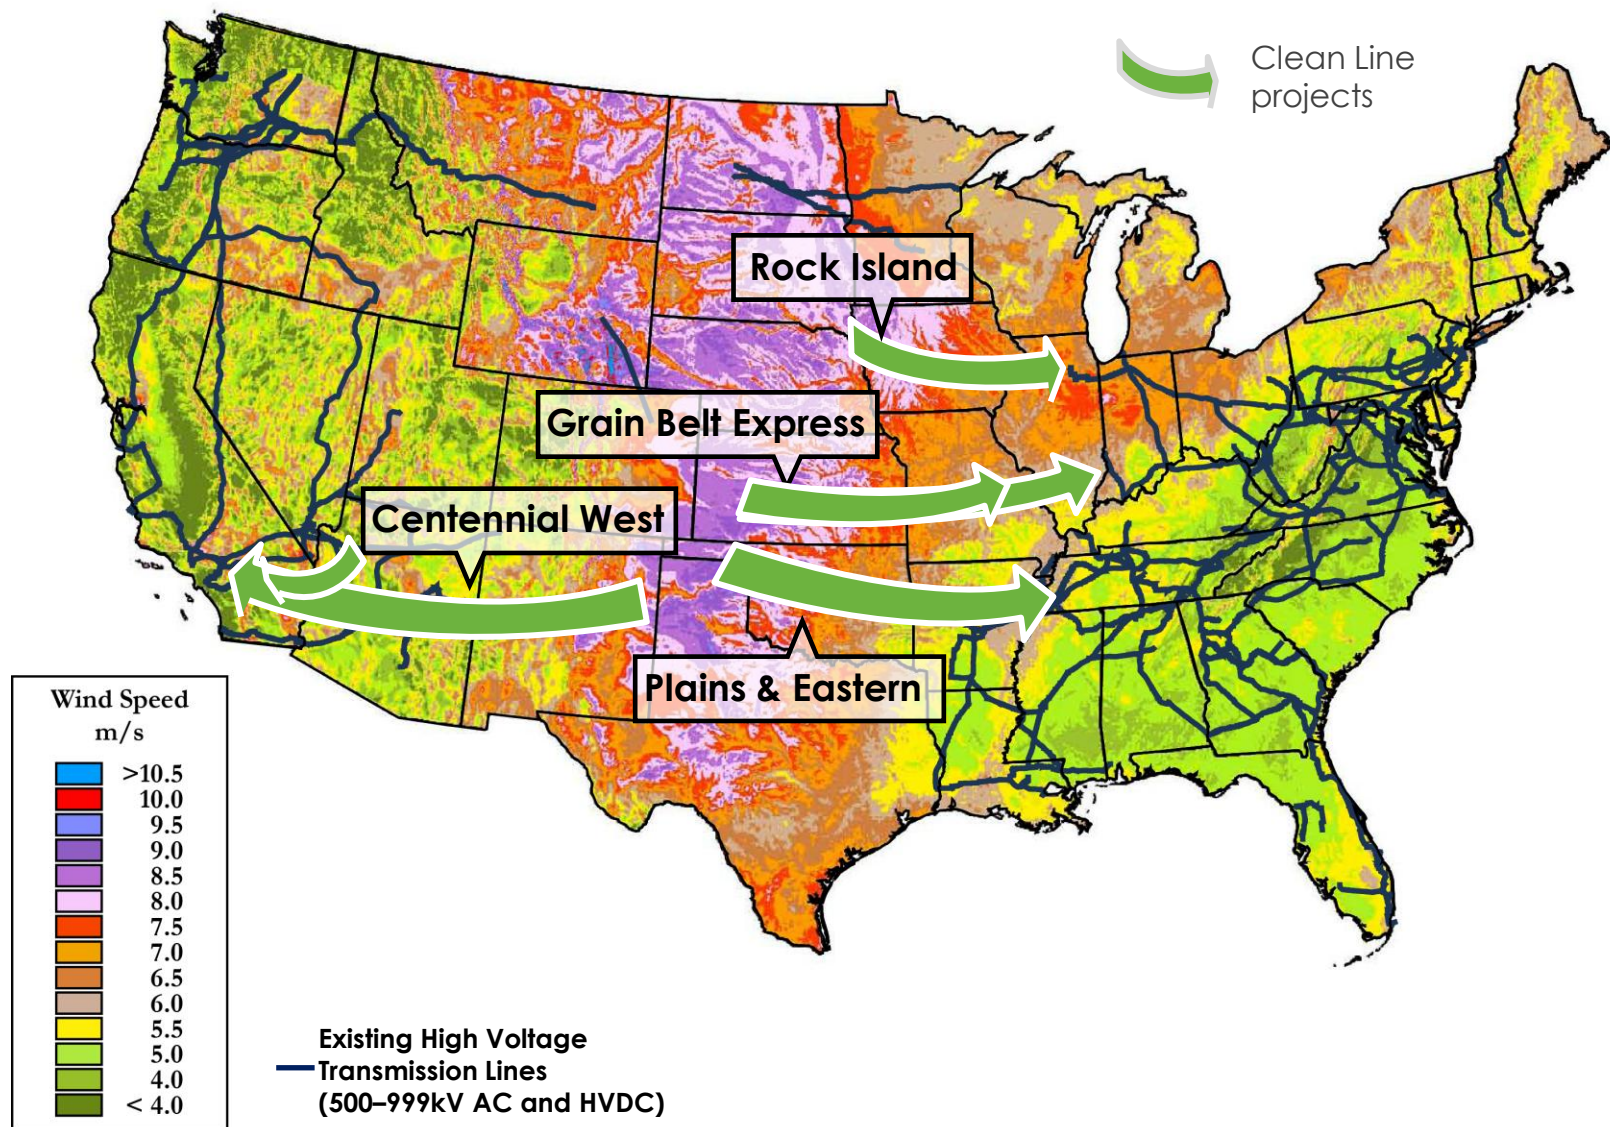 Clean Line
projects
Rock Island
Grain Belt Express
Centennial West
Plains & Eastern
Wind Speed
m/s
>10.5
10.0
9.5
9.0
8.5
8.0
7.5
7.0
6.5
6.0
5.5
5.0
4.0
< 4.0
Existing High Voltage
Transmission Lines
(500–999kV AC and HVDC)